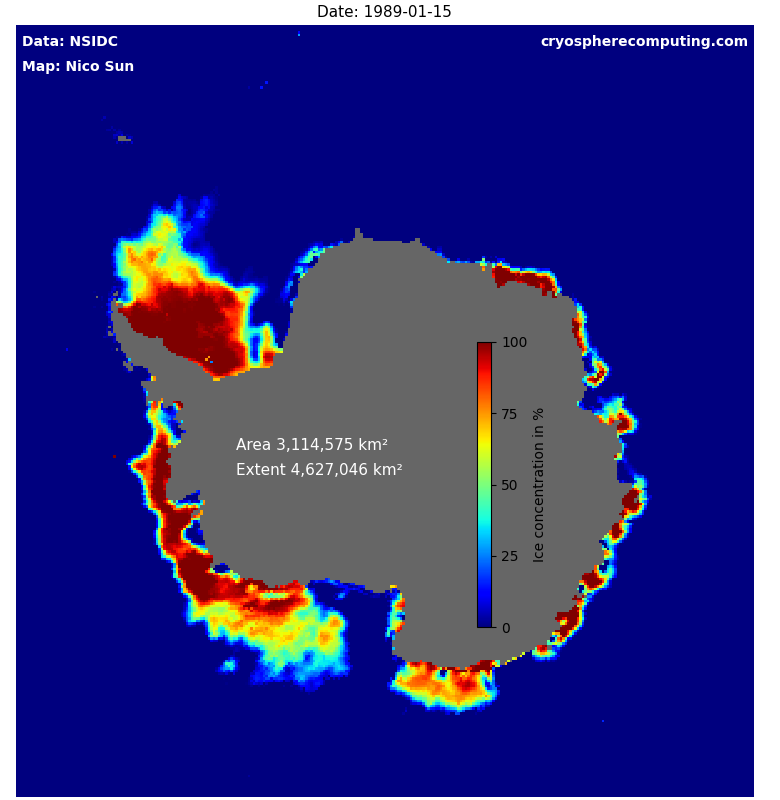 Date: 1989-01-15
Data: NSIDC
cryospherecomputing.com
Map: Nico Sun
Area 3,114,575 km²
Extent 4,627,046 km²
100
75
50
25
0
Ice concentration in %